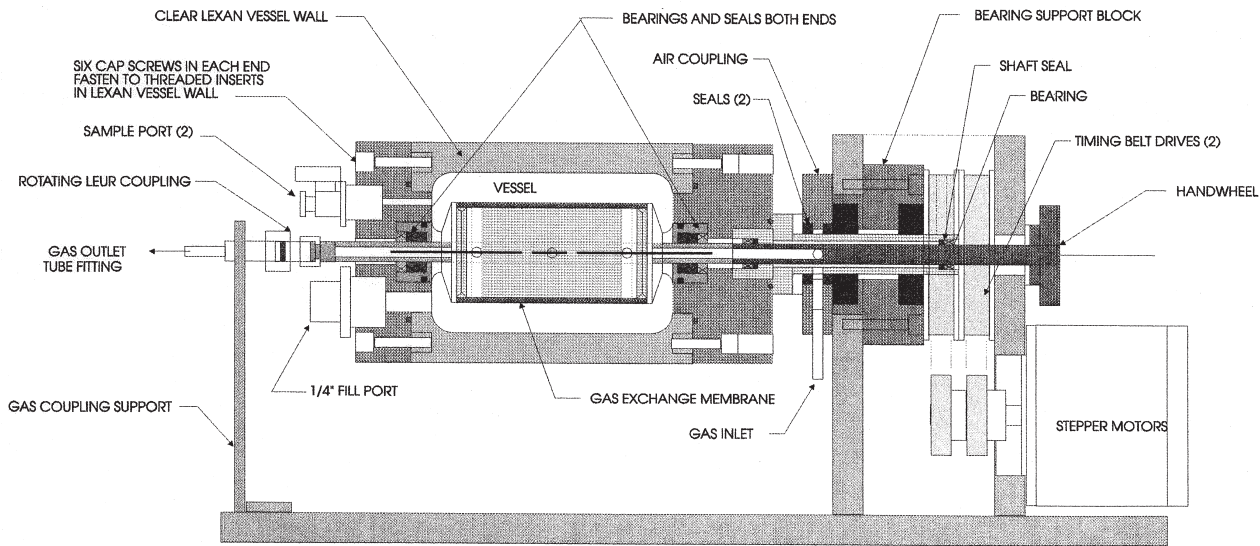 CLEAR LEXAN VESSEL WALL
BEARINGS AND SEALS BOTH ENDS
BEARING SUPPORT BLOCK
SIX CAP SCREWS IN EACH END
FASTEN TO THREADED INSERTS
IN LEXAN VESSEL WALL
AIR COUPLING
SHAFT SEAL
SEALS (2)
BEARING
SAMPLE PORT (2)
TIMING BELT DRIVES (2)
ROTATING LEUR COUPLING
VESSEL
HANDWHEEL
GAS OUTLET
TUBE FITTING
1/4" FILL PORT
GAS EXCHANGE MEMBRANE
GAS COUPLING SUPPORT
GAS INLET
STEPPER MOTORS